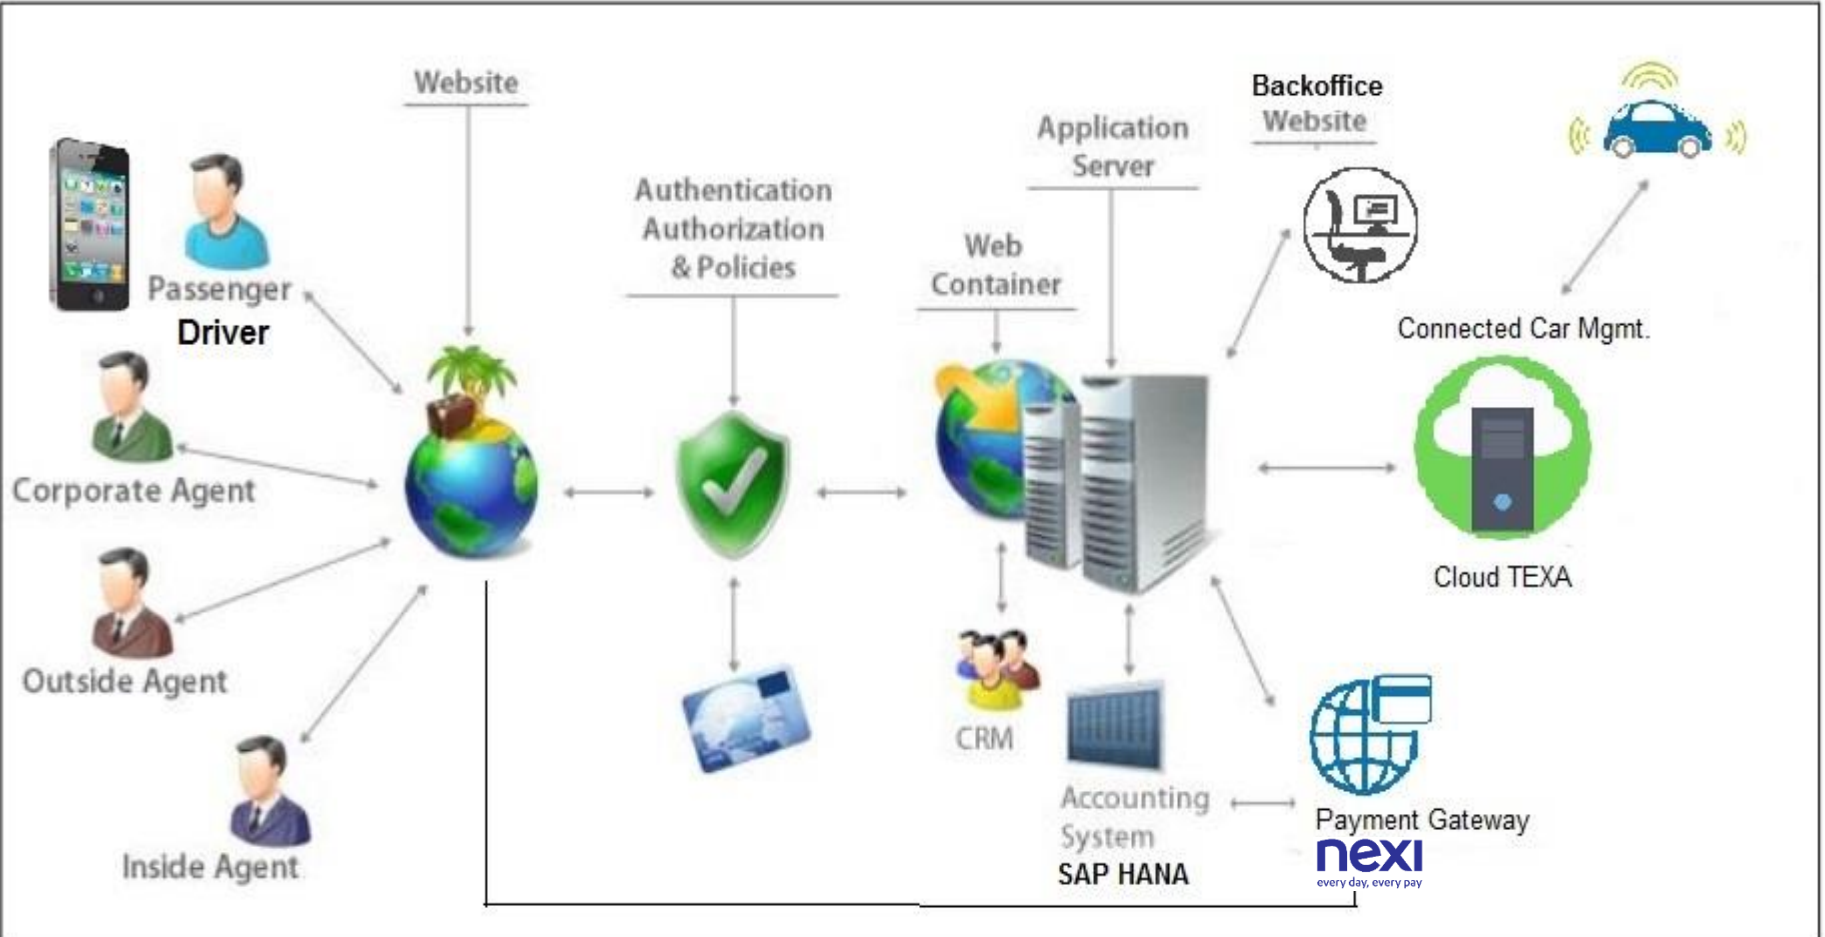 Website
Backoffice
Website
Application
Server
Authentication
Authorization
& Policies
Web
Container
Passenger
Driver
Connected Car Mgmt.
Corporate Agent
Cloud TEXA
Outside Agent
CRM
Accounting
System
SAP HANA
Payment Gateway
nexi
every day, every pay
Inside Agent